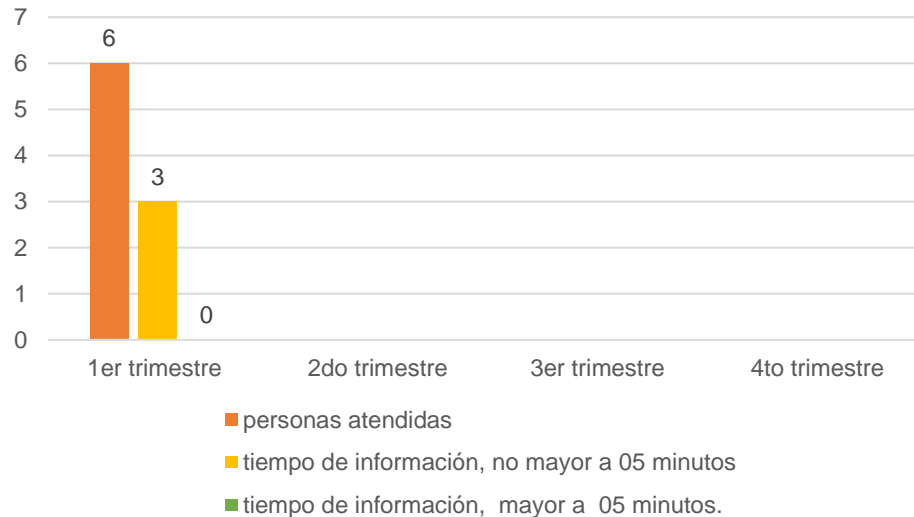 7
6
5
4
3
2
1
0
6
3
0
1er trimestre
2do trimestre
3er trimestre
4to trimestre
personas atendidas
tiempo de información, no mayor a 05 minutos
tiempo de información,  mayor a  05 minutos.